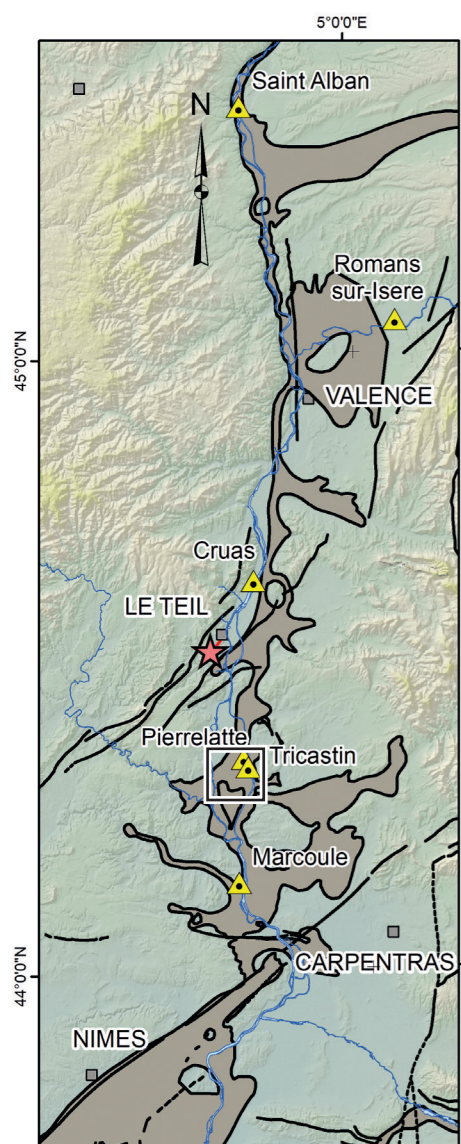 5°0'0"E
Saint Alban
N
Romans
sur-Isere
45°0'0"N
VALENCE
Cruas
LE TEIL
Pierrelatte
Tricastin
Marcoule
CARPENTRAS
44°0'0"N
NIMES